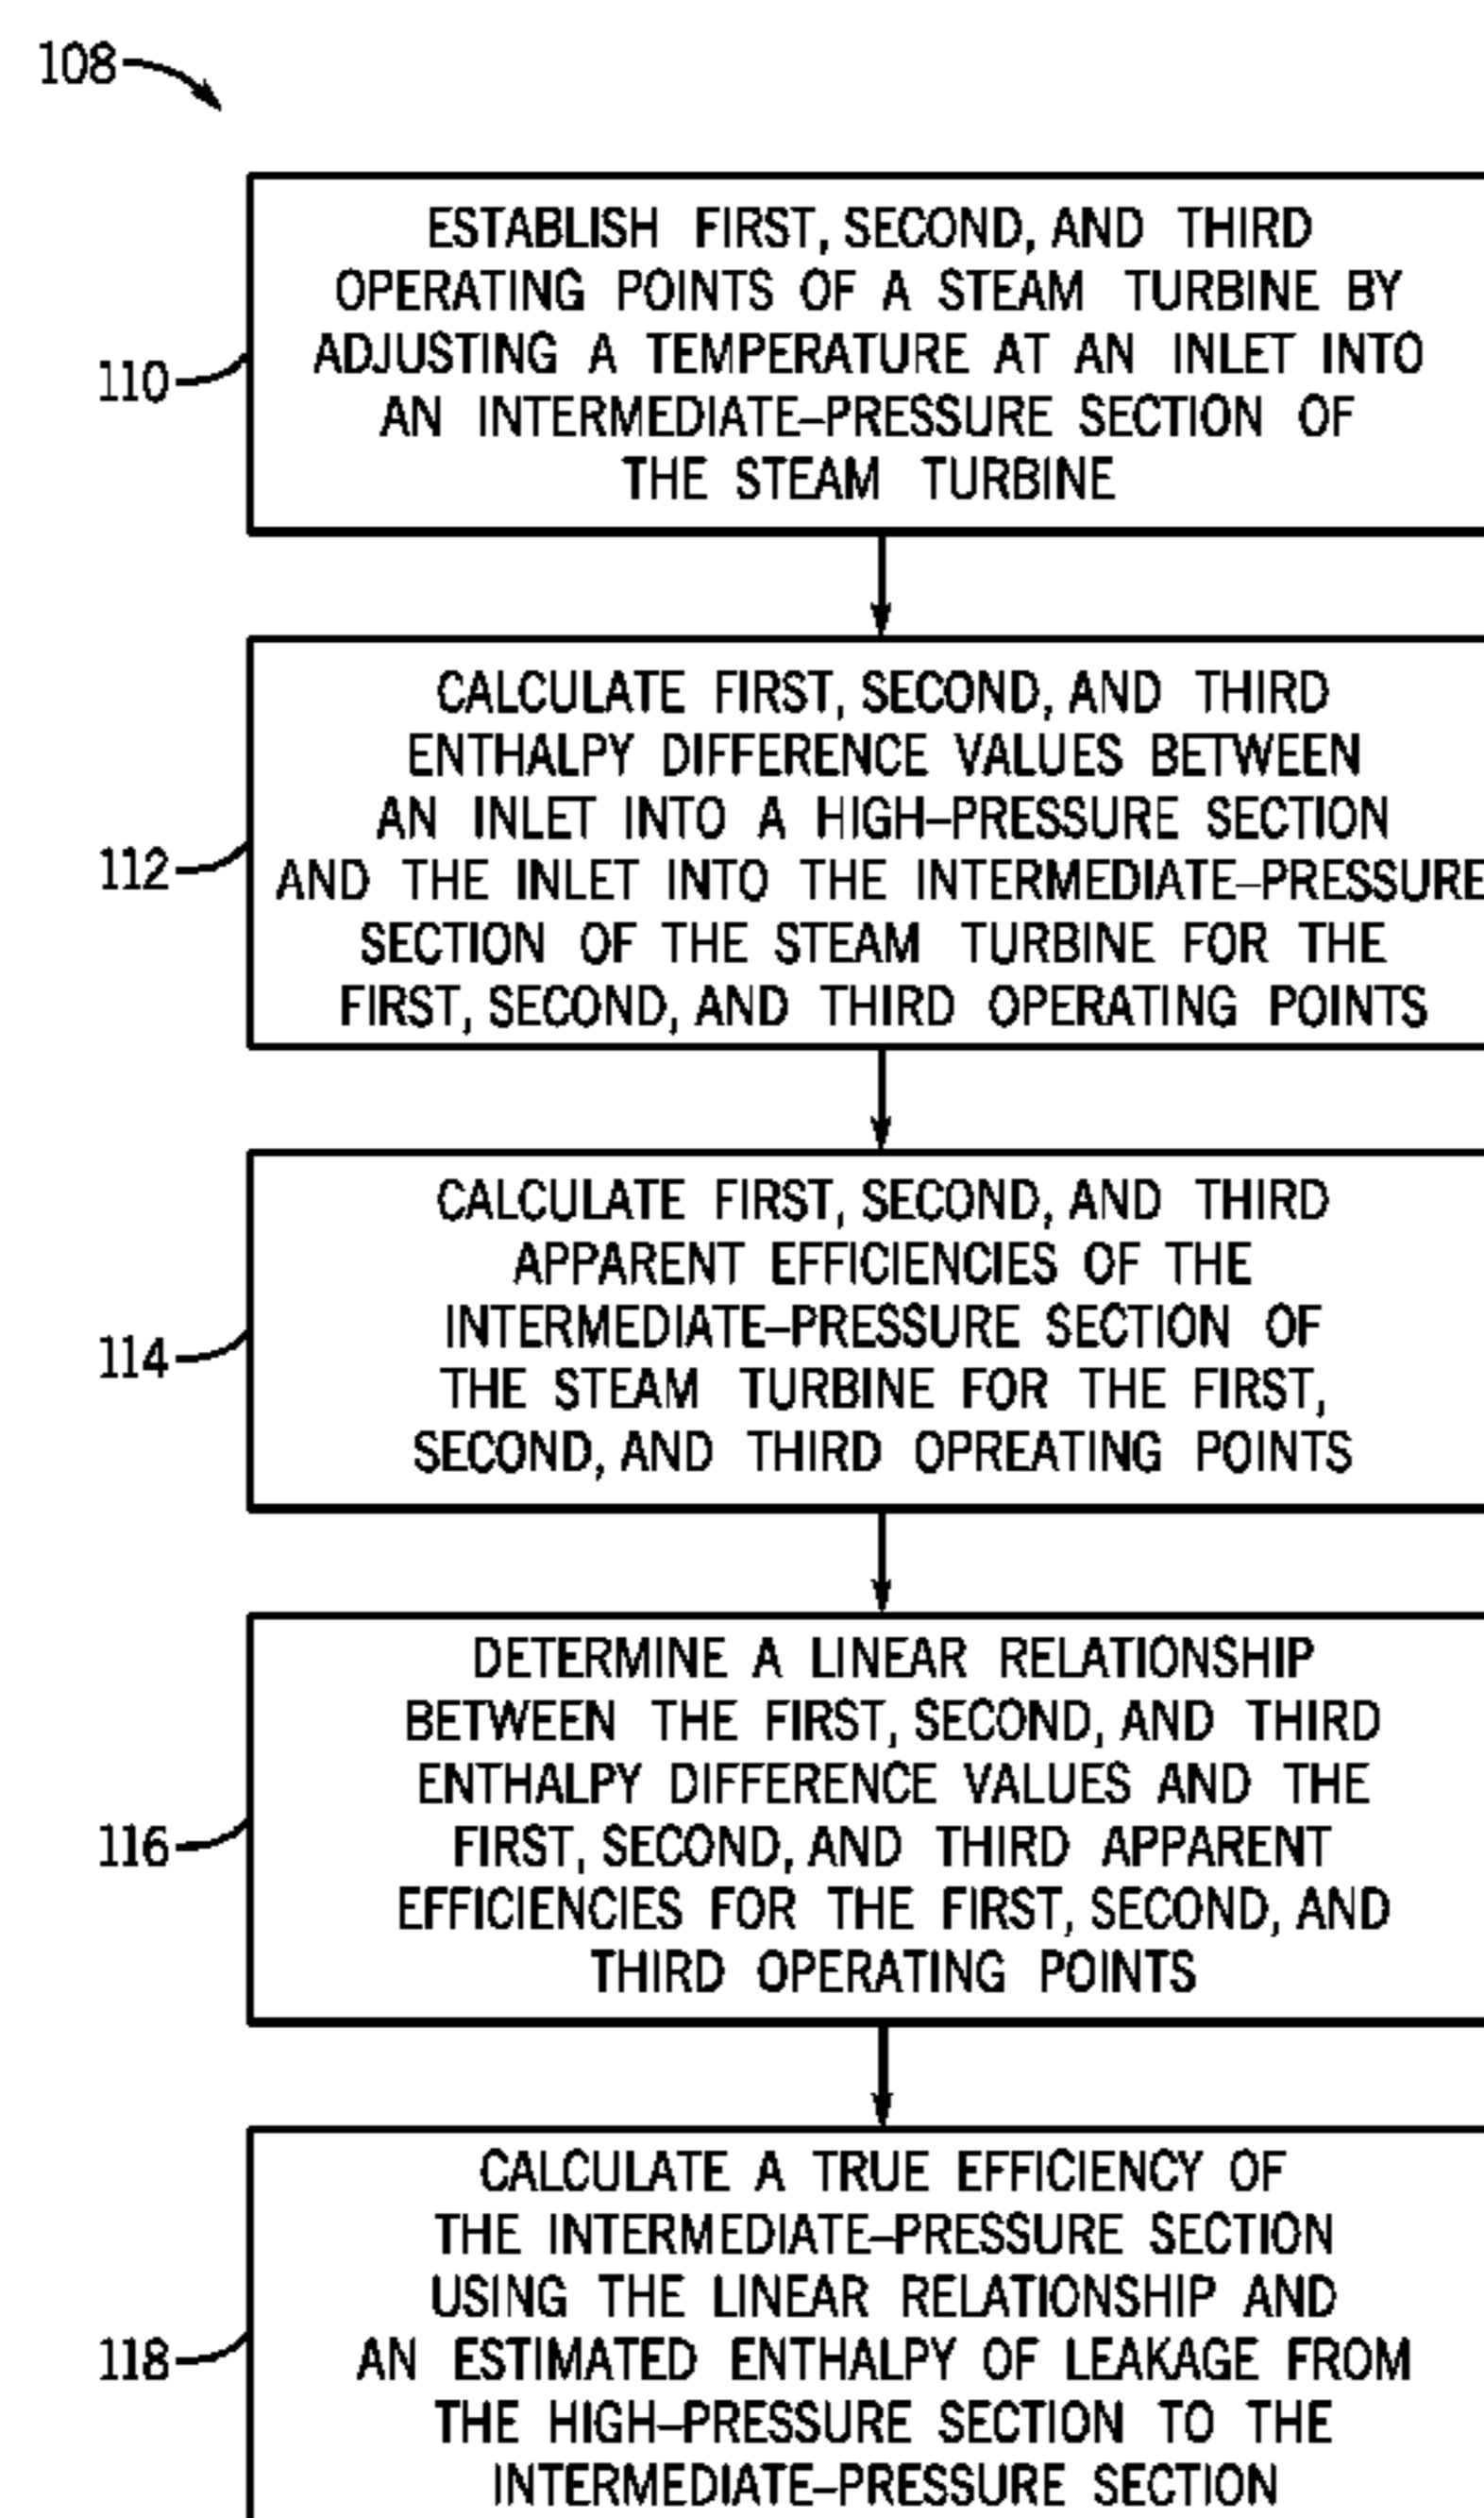 108
ESTABLISH FIRST, SECOND, AND THIRD
OPERATING POINTS OF A STEAM TURBINE BY
ADJUSTING A TEMPERATURE AT AN INLET INTO
AN INTERMEDIATE–PRESSURE SECTION OF
THE STEAM TURBINE
110
CALCULATE FIRST, SECOND, AND THIRD
ENTHALPY DIFFERENCE VALUES BETWEEN
AN INLET INTO A HIGH–PRESSURE SECTION
AND THE INLET INTO THE INTERMEDIATE–PRESSURE
SECTION OF THE STEAM TURBINE FOR THE
FIRST, SECOND, AND THIRD OPERATING POINTS
112
CALCULATE FIRST, SECOND, AND THIRD
APPARENT EFFICIENCIES OF THE
INTERMEDIATE–PRESSURE SECTION OF
THE STEAM TURBINE FOR THE FIRST,
SECOND, AND THIRD OPREATING POINTS
114
DETERMINE A LINEAR RELATIONSHIP
BETWEEN THE FIRST, SECOND, AND THIRD
ENTHALPY DIFFERENCE VALUES AND THE
FIRST, SECOND, AND THIRD APPARENT
EFFICIENCIES FOR THE FIRST, SECOND, AND
THIRD OPERATING POINTS
116
CALCULATE A TRUE EFFICIENCY OF
THE INTERMEDIATE–PRESSURE SECTION
USING THE LINEAR RELATIONSHIP AND
AN ESTIMATED ENTHALPY OF LEAKAGE FROM
THE HIGH–PRESSURE SECTION TO THE
INTERMEDIATE–PRESSURE SECTION
118